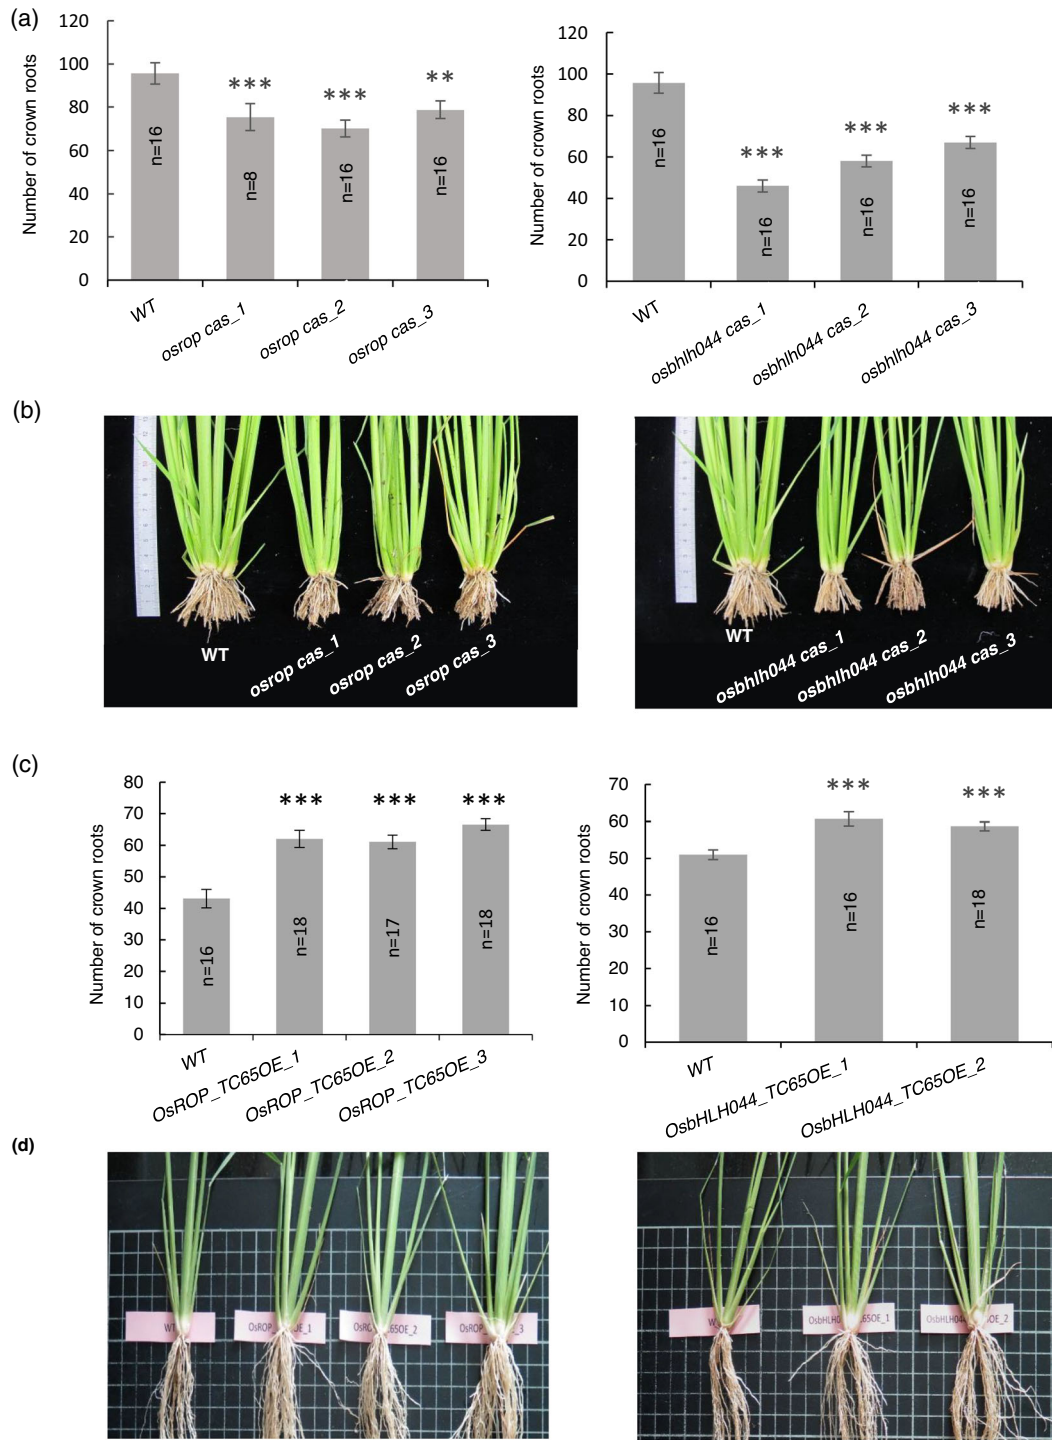 (a)
Number of crown roots
120
100
80
60
40
20
0
***
***
**
n=16
n=8
n=16
n=16
WT
osrop cas_1
osrop cas_2
osrop cas_3
Number of crown roots
120
100
80
60
40
20
0
***
***
***
n=16
n=16
n=16
n=16
WT
osbhlh044 cas_1
osbhlh044 cas_2
osbhlh044 cas_3
(b)
WT
osrop cas_1
osrop cas_2
osrop cas_3
WT
osbhlh044 cas_1
osbhlh044 cas_2
osbhlh044 cas_3
(c)
Number of crown roots
80
70
60
50
40
30
20
10
0
***
***
***
n=16
n=18
n=17
n=18
WT
OsROP_TC65OE_1
OsROP_TC65OE_2
OsROP_TC65OE_3
Number of crown roots
70
60
50
40
30
20
10
0
***
***
n=16
n=16
n=18
WT
OsbHLH044_TC65OE_1
OsbHLH044_TC65OE_2
(d)